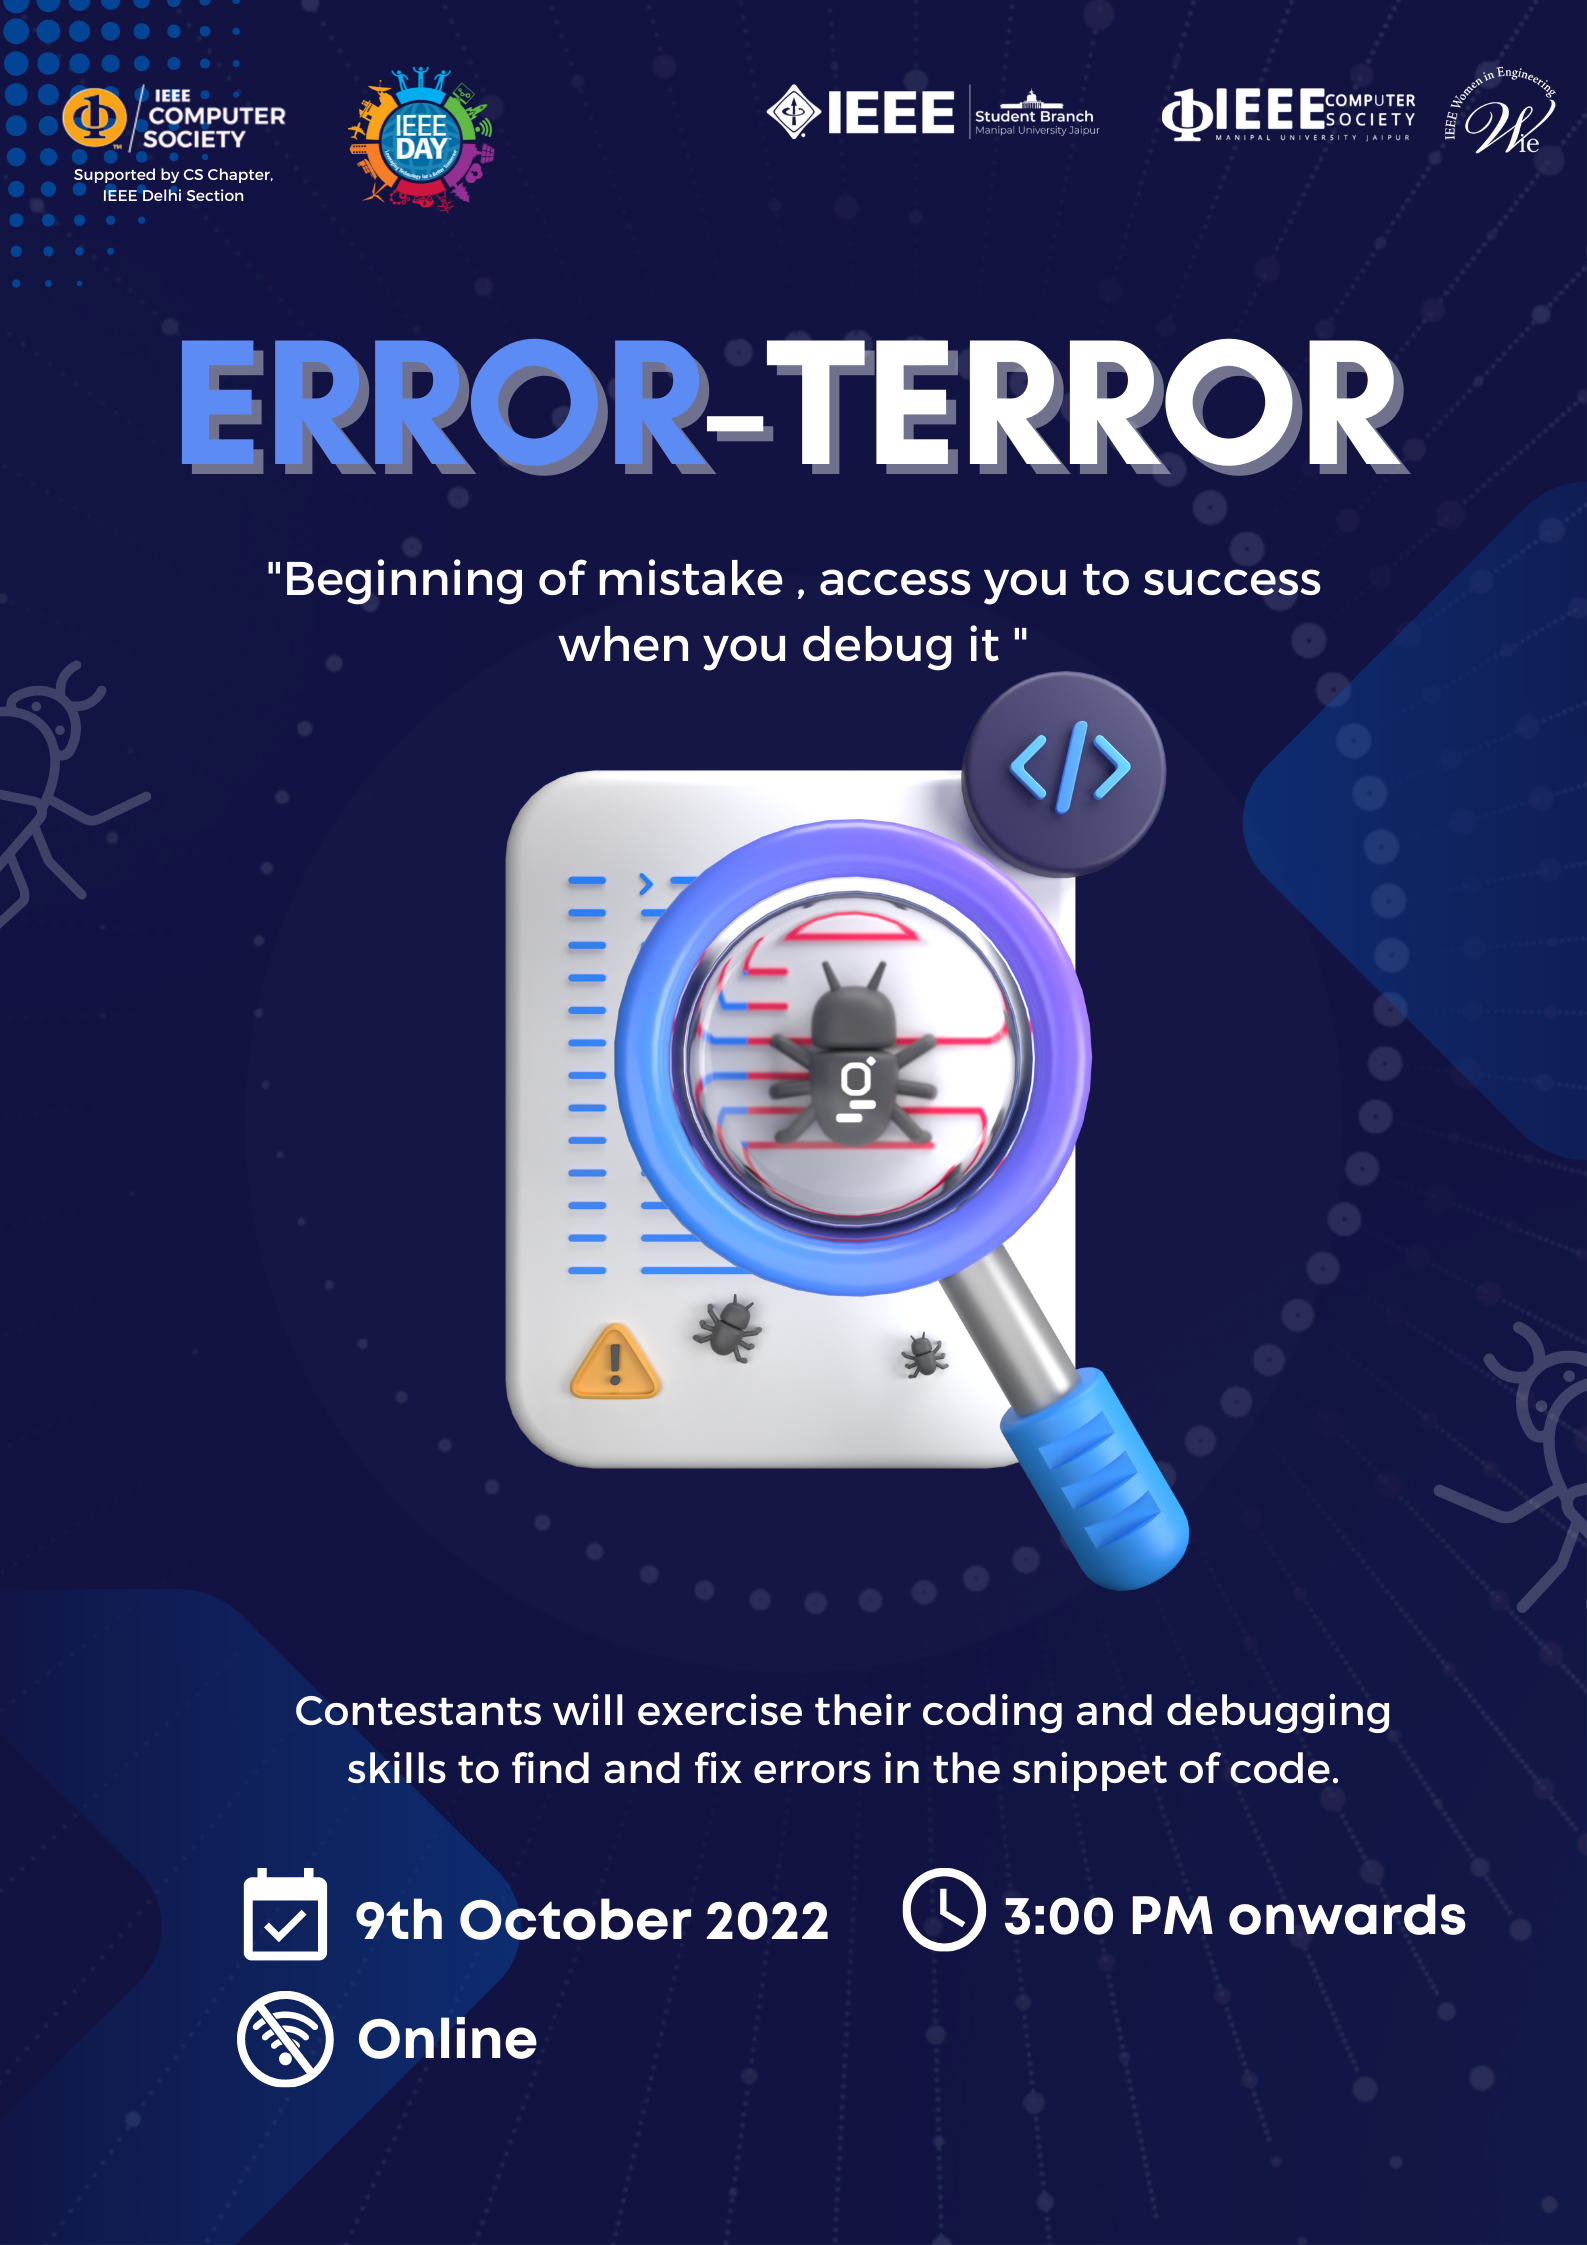 IEEE
COMPUTER
SOCIETY
TM
Supported by CS Chapter,
IEEE Delhi Section
IEEE
DAY
IEEE
Student Branch
Manipal University Jaipur
IEEE
COMPUTER
SOCIETY
MANIPAL UNIVERSITY JAIPUR
IEEE Women in Engineering
Wie
ERROR-TERROR
"Beginning of mistake , access you to success
when you debug it "
</>
!
Contestants will exercise their coding and debugging
skills to find and fix errors in the snippet of code.
9th October 2022
3:00 PM onwards
Online